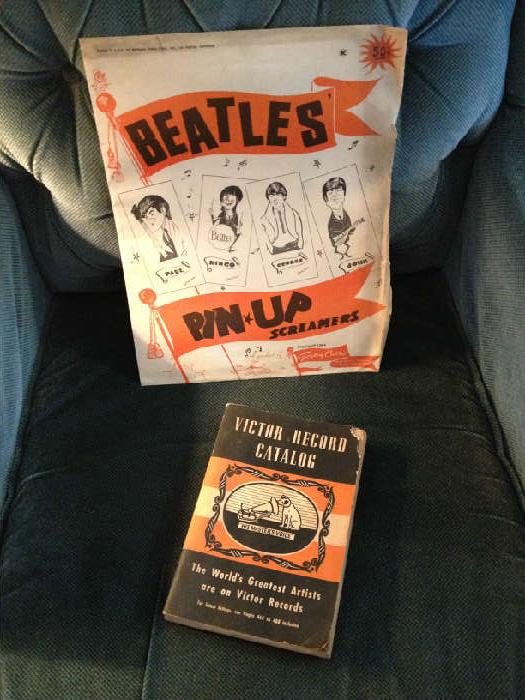 50¢
BEATLES'
Beatles
PAUL RINGO GEORGE JOHN
PIN-UP
SCREAMERS
VICTOR RECORD
CATALOG
HIS MASTER'S VOICE
The World's Greatest Artists
are on Victor Records